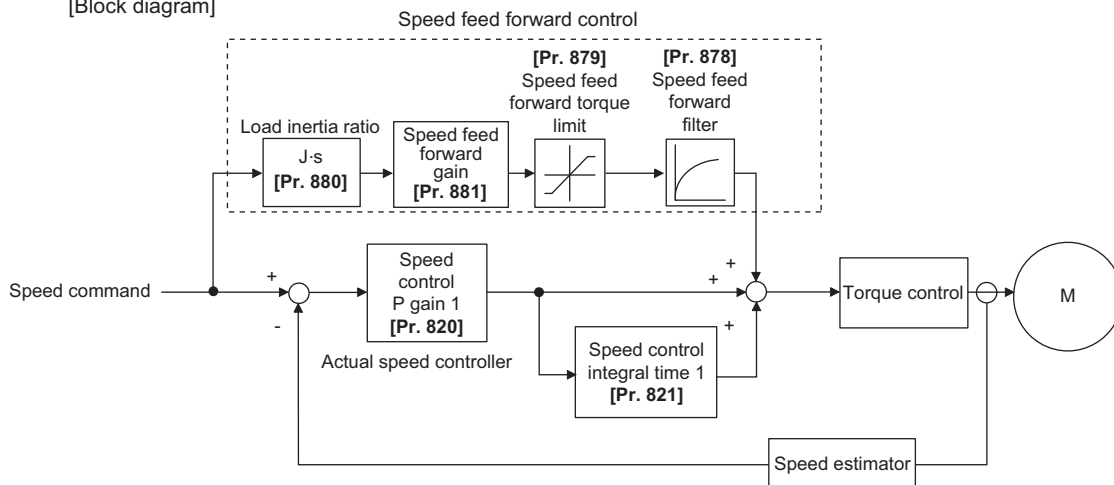 [Block diagram]
Speed feed forward control
[Pr. 879]
Speed feed
forward torque
limit
[Pr. 878]
Speed feed
forward
filter
Load inertia ratio
J·s
[Pr. 880]
Speed feed
forward
gain
[Pr. 881]
Speed command
+
-
Speed
control
P gain 1
[Pr. 820]
Actual speed controller
+
+
+
Speed control
integral time 1
[Pr. 821]
Torque control
M
Speed estimator